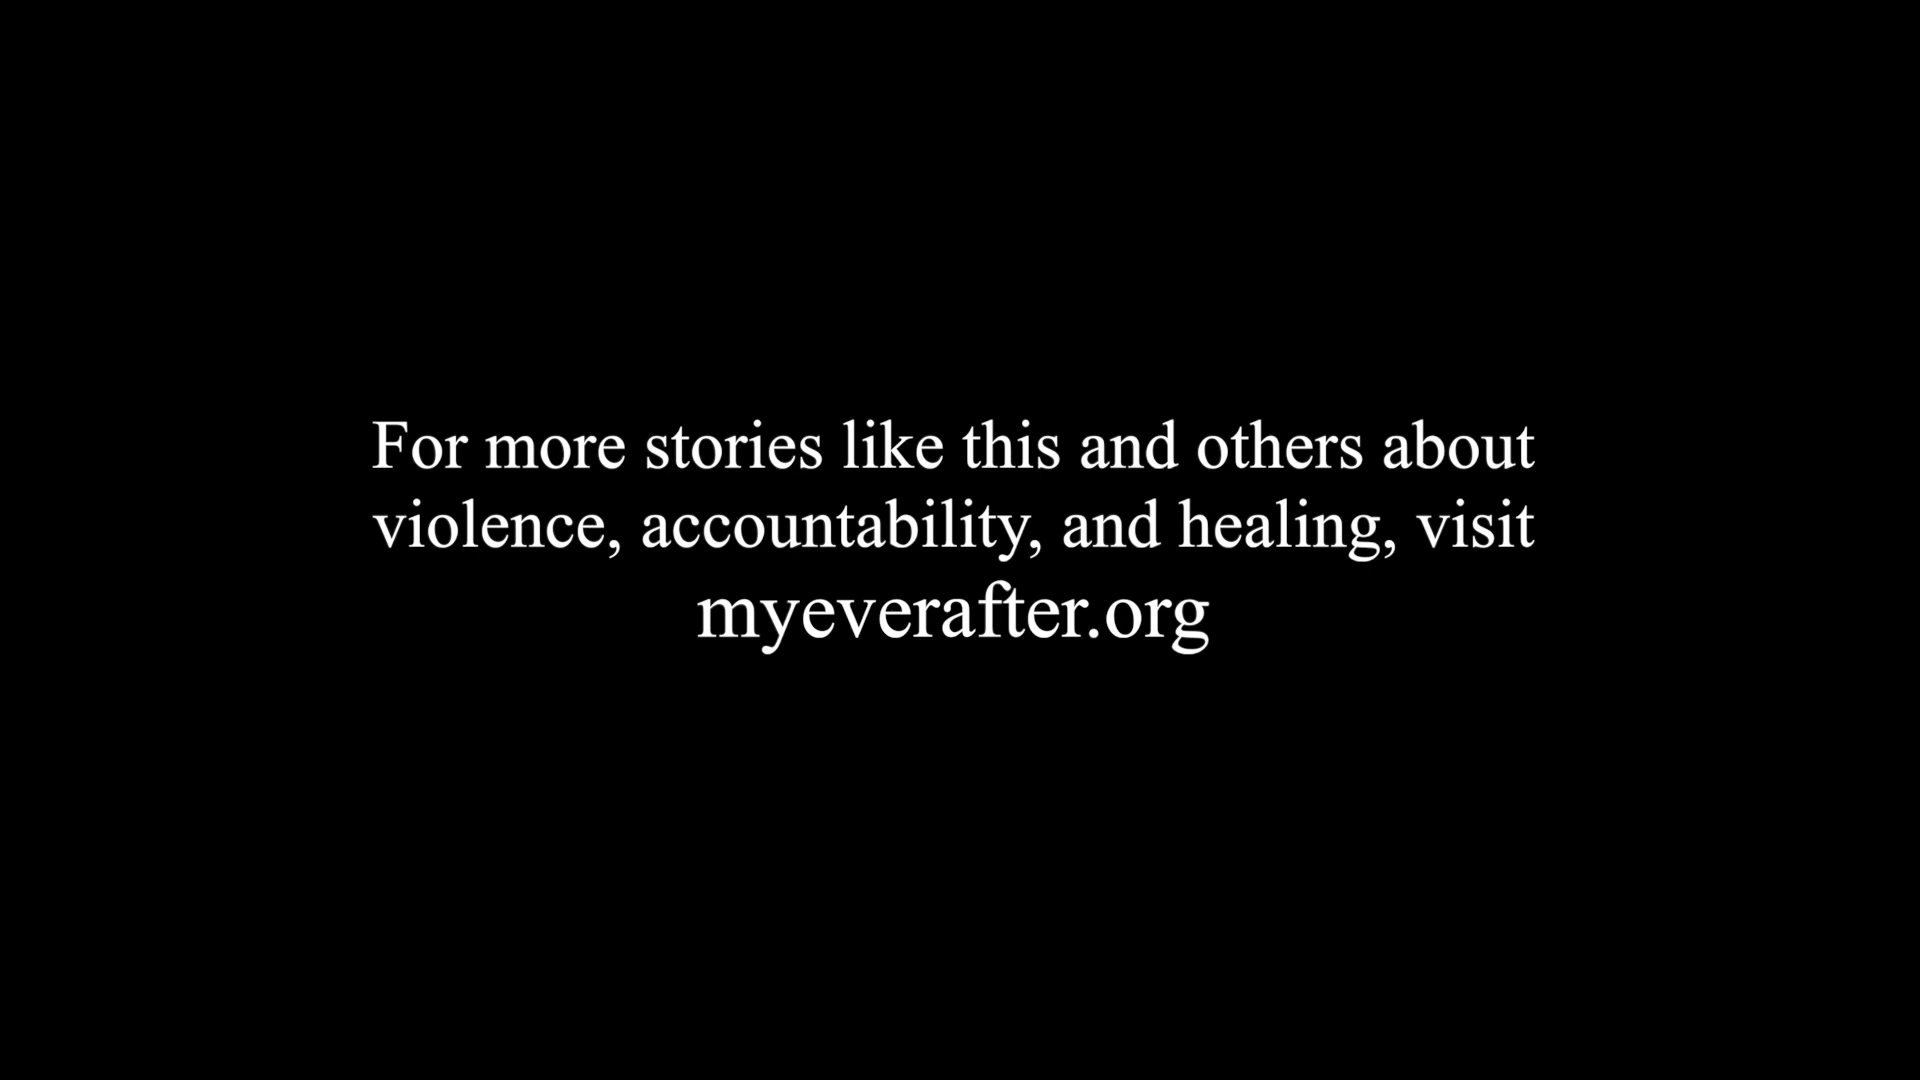 For more stories like this and others about
violence, accountability, and healing, visit
myeverafter.org